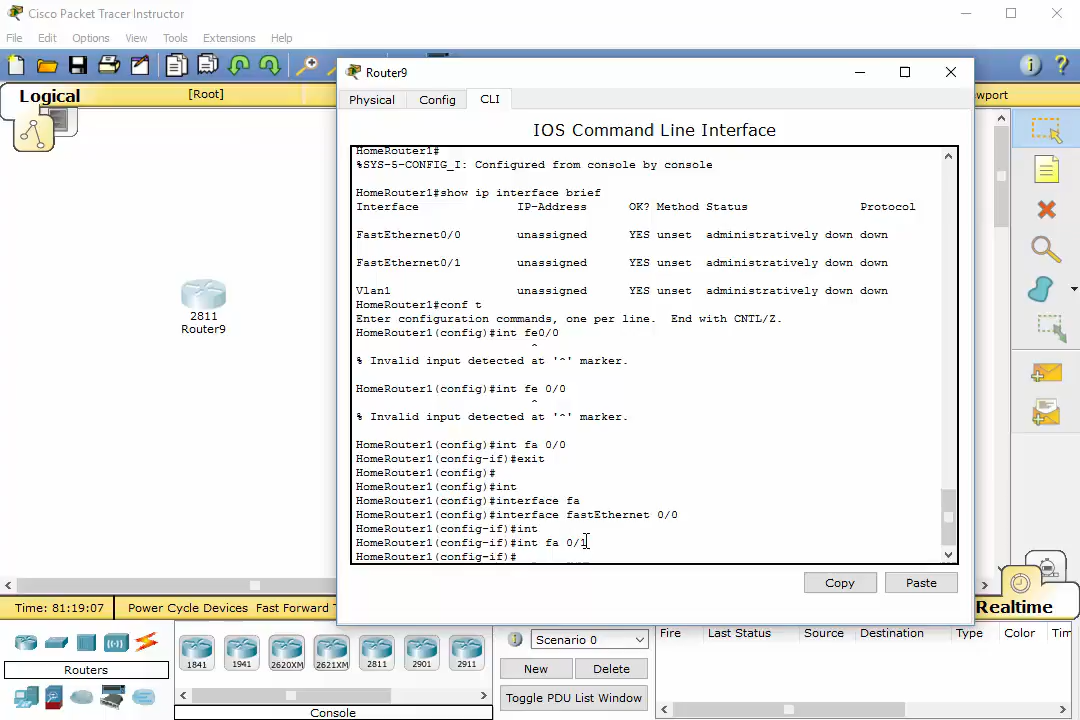 Cisco Packet Tracer Instructor
File Edit Options View Tools Extensions Help
Logical
[Root]
wport
Router9
Physical Config CLI
IOS Command Line Interface
HomeRouter1#
%SYS-5-CONFIG_I: Configured from console by console
HomeRouter1#show ip interface brief
Interface IP-Address OK? Method Status Protocol
FastEthernet0/0 unassigned YES unset administratively down down
FastEthernet0/1 unassigned YES unset administratively down down
Vlan1 unassigned YES unset administratively down down
HomeRouter1#conf t
Enter configuration commands, one per line. End with CNTL/Z.
HomeRouter1(config)#int fe0/0
^
% Invalid input detected at '^' marker.
HomeRouter1(config)#int fe 0/0
^
% Invalid input detected at '^' marker.
HomeRouter1(config)#int fa 0/0
HomeRouter1(config-if)#exit
HomeRouter1(config)#
HomeRouter1(config)#int
HomeRouter1(config)#interface fa
HomeRouter1(config)#interface fastEthernet 0/0
HomeRouter1(config-if)#int
HomeRouter1(config-if)#int fa 0/1
HomeRouter1(config-if)#
Copy Paste
2811
Router9
Time: 81:19:07 Power Cycle Devices Fast Forward T
Realtime
Routers
1841 1941 2620XM 2621XM 2811 2901 2911
Console
Scenario 0
New Delete
Toggle PDU List Window
Fire Last Status Source Destination Type Color Tim